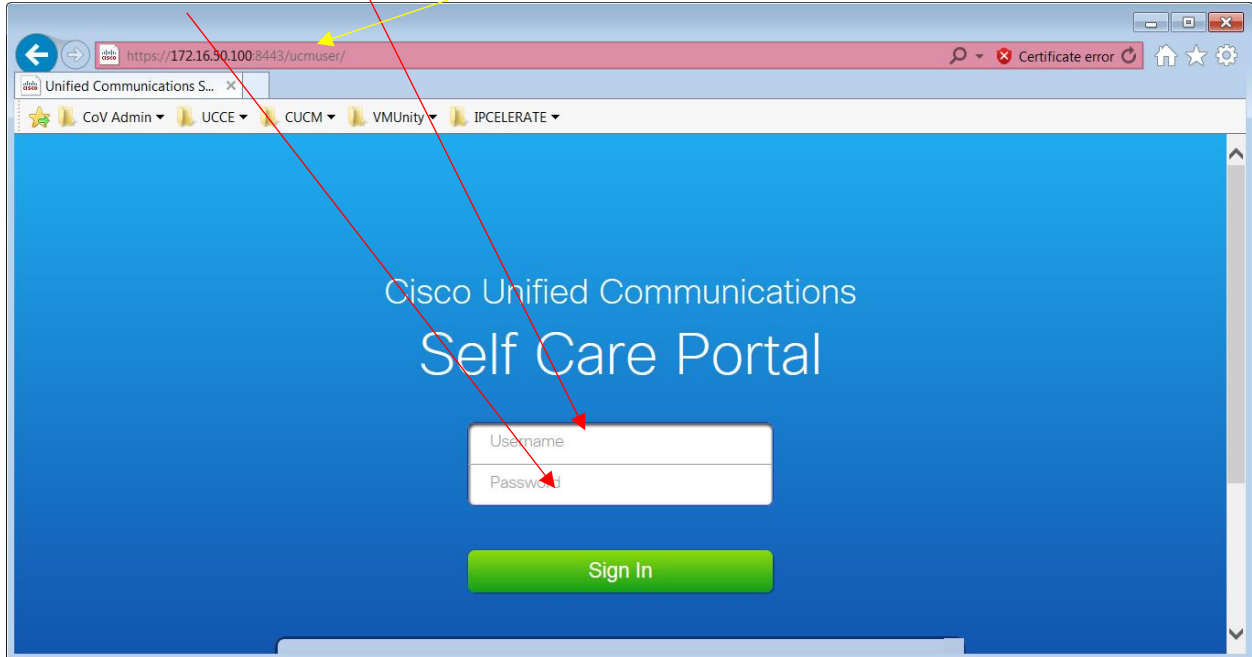 https://172.16.50.100:8443/ucmuser/
Certificate error
cisco Unified Communications S...
CoV Admin UCCE CUCM VMUnity IPCELERATE
Cisco Unified Communications
Self Care Portal
Username
Password
Sign In